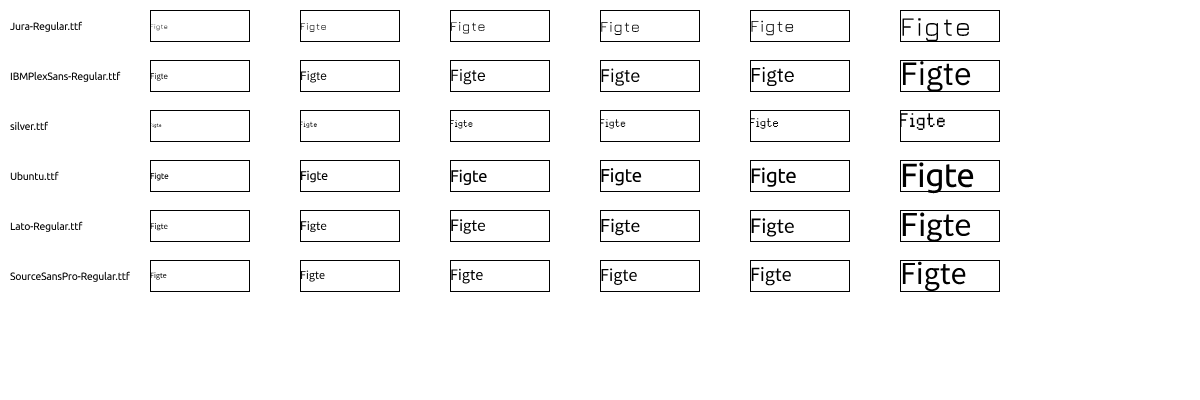 Jura-Regular.ttf Figte Figte Figte Figte Figte Figte
IBMPlexSans-Regular.ttf Figte Figte Figte Figte Figte Figte
silver.ttf Figte Figte Figte Figte Figte Figte
Ubuntu.ttf Figte Figte Figte Figte Figte Figte
Lato-Regular.ttf Figte Figte Figte Figte Figte Figte
SourceSansPro-Regular.ttf Figte Figte Figte Figte Figte Figte